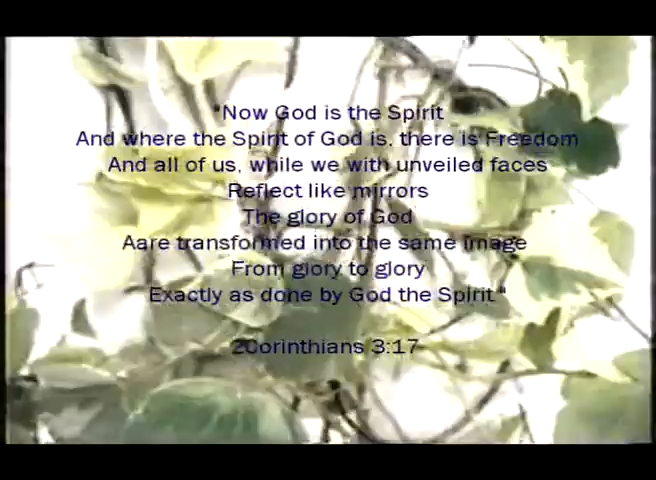 "Now God is the Spirit
And where the Spirit of God is, there is Freedom
And all of us, while we with unveiled faces
Reflect like mirrors
The glory of God
Aare transformed into the same image
From glory to glory
Exactly as done by God the Spirit"
2Corinthians 3:17